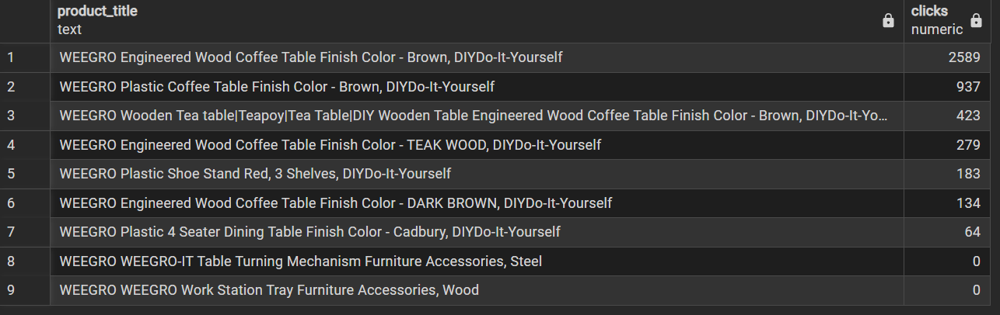 product_title clicks
text numeric
1 WEEGRO Engineered Wood Coffee Table Finish Color - Brown, DIYDo-It-Yourself 2589
2 WEEGRO Plastic Coffee Table Finish Color - Brown, DIYDo-It-Yourself 937
3 WEEGRO Wooden Tea table|Teapoy|Tea Table|DIY Wooden Table Engineered Wood Coffee Table Finish Color - Brown, DIYDo-It-Yo... 423
4 WEEGRO Engineered Wood Coffee Table Finish Color - TEAK WOOD, DIYDo-It-Yourself 279
5 WEEGRO Plastic Shoe Stand Red, 3 Shelves, DIYDo-It-Yourself 183
6 WEEGRO Engineered Wood Coffee Table Finish Color - DARK BROWN, DIYDo-It-Yourself 134
7 WEEGRO Plastic 4 Seater Dining Table Finish Color - Cadbury, DIYDo-It-Yourself 64
8 WEEGRO WEEGRO-IT Table Turning Mechanism Furniture Accessories, Steel 0
9 WEEGRO WEEGRO Work Station Tray Furniture Accessories, Wood 0